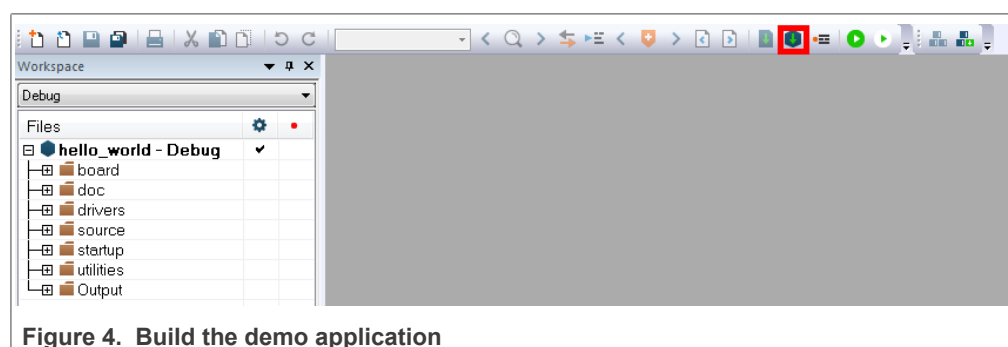 Workspace
Debug
Files
hello_world - Debug
board
doc
drivers
source
startup
utilities
Output
Figure 4. Build the demo application